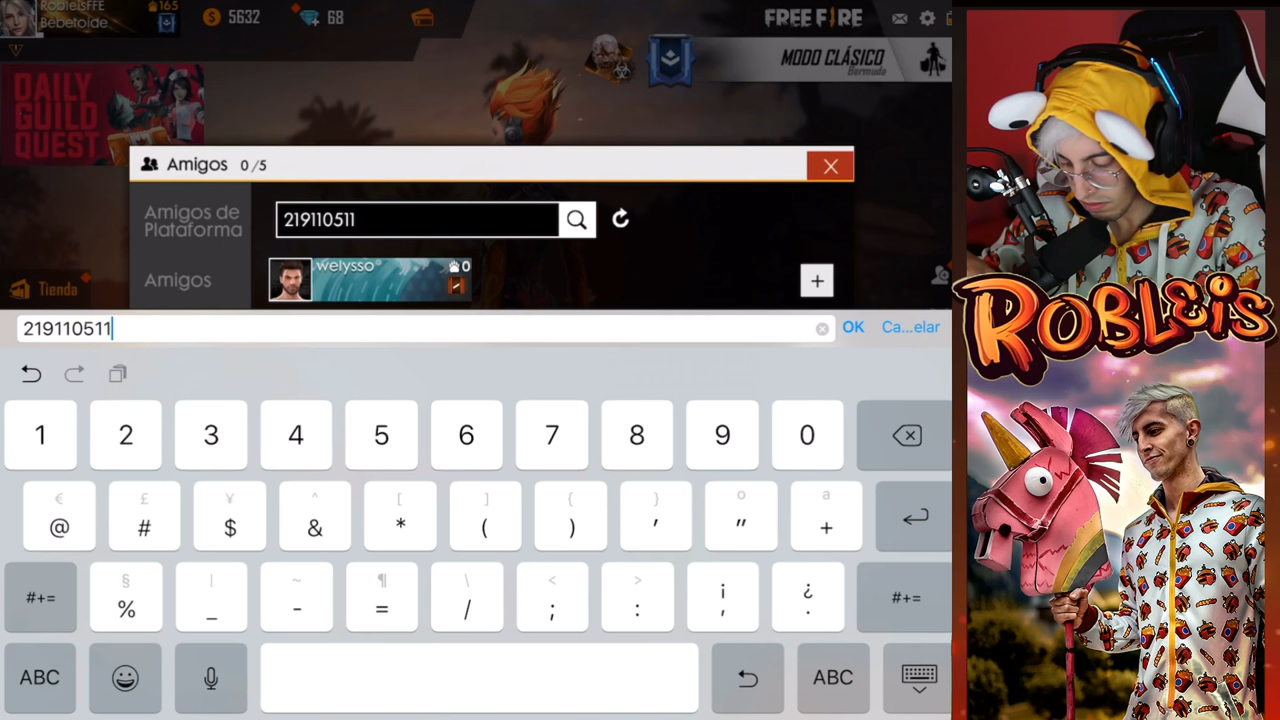 RobleisFFE
Bebetoide
165
5632
68
FREE FIRE
MODO CLÁSICO
Bermuda
DAILY
GUILD
QUEST
Amigos 0/5
Amigos de
Plataforma
219110511
Amigos
.welysso®
0
Tienda
219110511
OK
Ca...elar
1 2 3 4 5 6 7 8 9 0
€ £ ¥ ^ [ ] { } º ª
@ # $ & * ( ) ' " +
§ | ~ ¶ \ < > ¡ ¿
#+= % _ - = / ; : , . #+=
ABC ABC
ROBLEIS